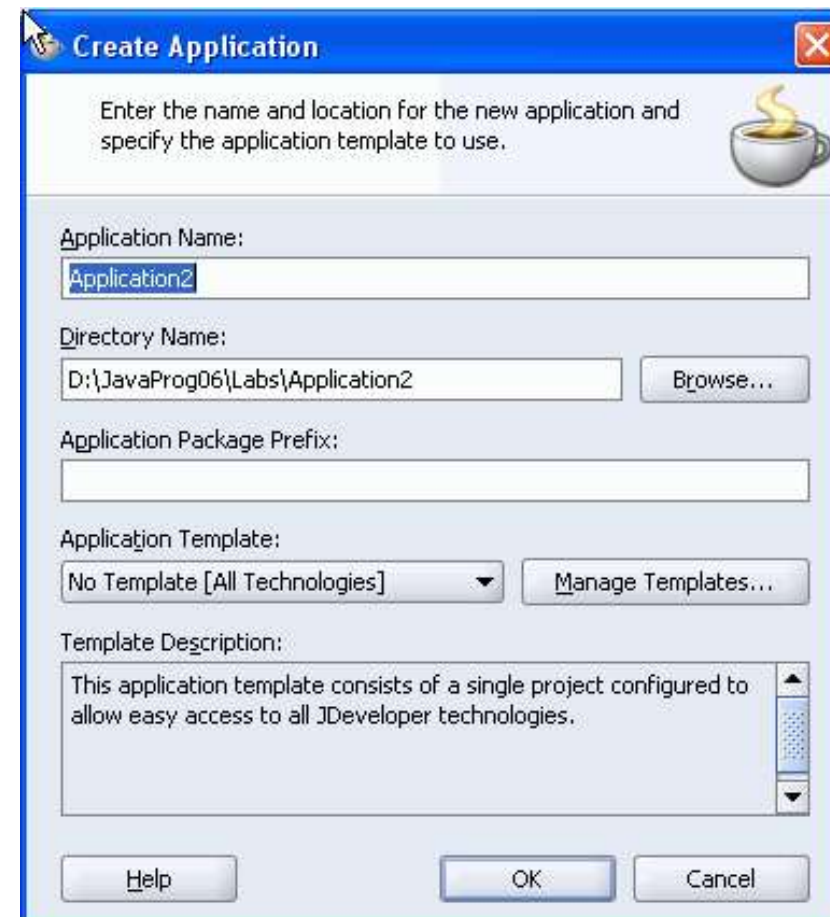 Create Application
Enter the name and location for the new application and
specify the application template to use.
Application Name:
Application2
Directory Name:
D:\JavaProg06\Labs\Application2
Browse...
Application Package Prefix:
Application Template:
No Template [All Technologies]
Manage Templates...
Template Description:
This application template consists of a single project configured to
allow easy access to all JDeveloper technologies.
Help
OK
Cancel